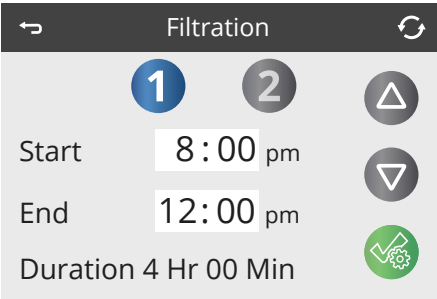 Filtration
1 2
Start 8:00 pm
End 12:00 pm
Duration 4 Hr 00 Min